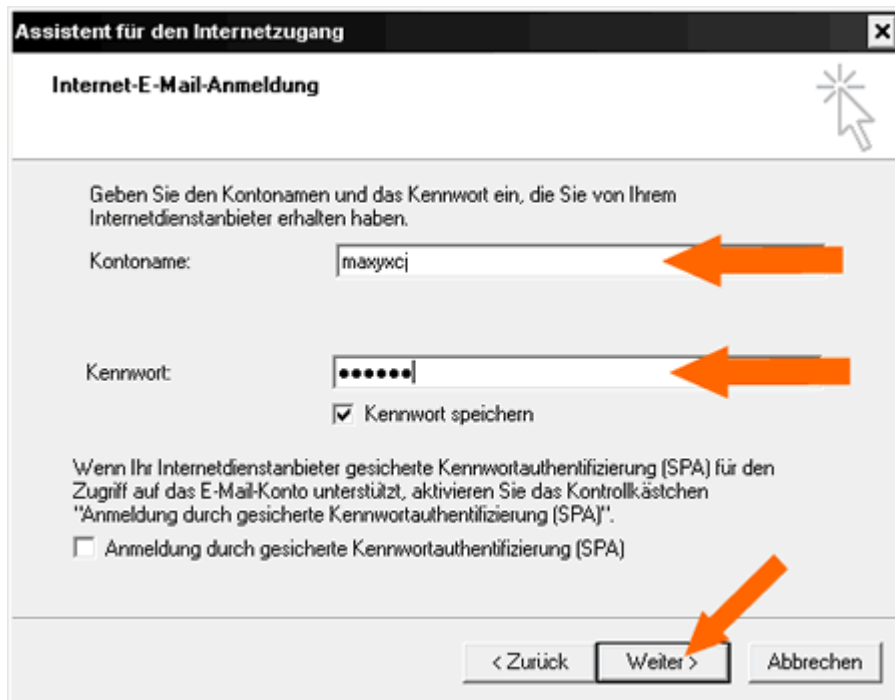 Assistent für den Internetzugang
Internet-E-Mail-Anmeldung
Geben Sie den Kontonamen und das Kennwort ein, die Sie von Ihrem
Internetdienstanbieter erhalten haben.
Kontoname: maxyxcj
Kennwort: ●●●●●●
Kennwort speichern
Wenn Ihr Internetdienstanbieter gesicherte Kennwortauthentifizierung (SPA) für den
Zugriff auf das E-Mail-Konto unterstützt, aktivieren Sie das Kontrollkästchen
"Anmeldung durch gesicherte Kennwortauthentifizierung (SPA)".
Anmeldung durch gesicherte Kennwortauthentifizierung (SPA)
< Zurück Weiter > Abbrechen